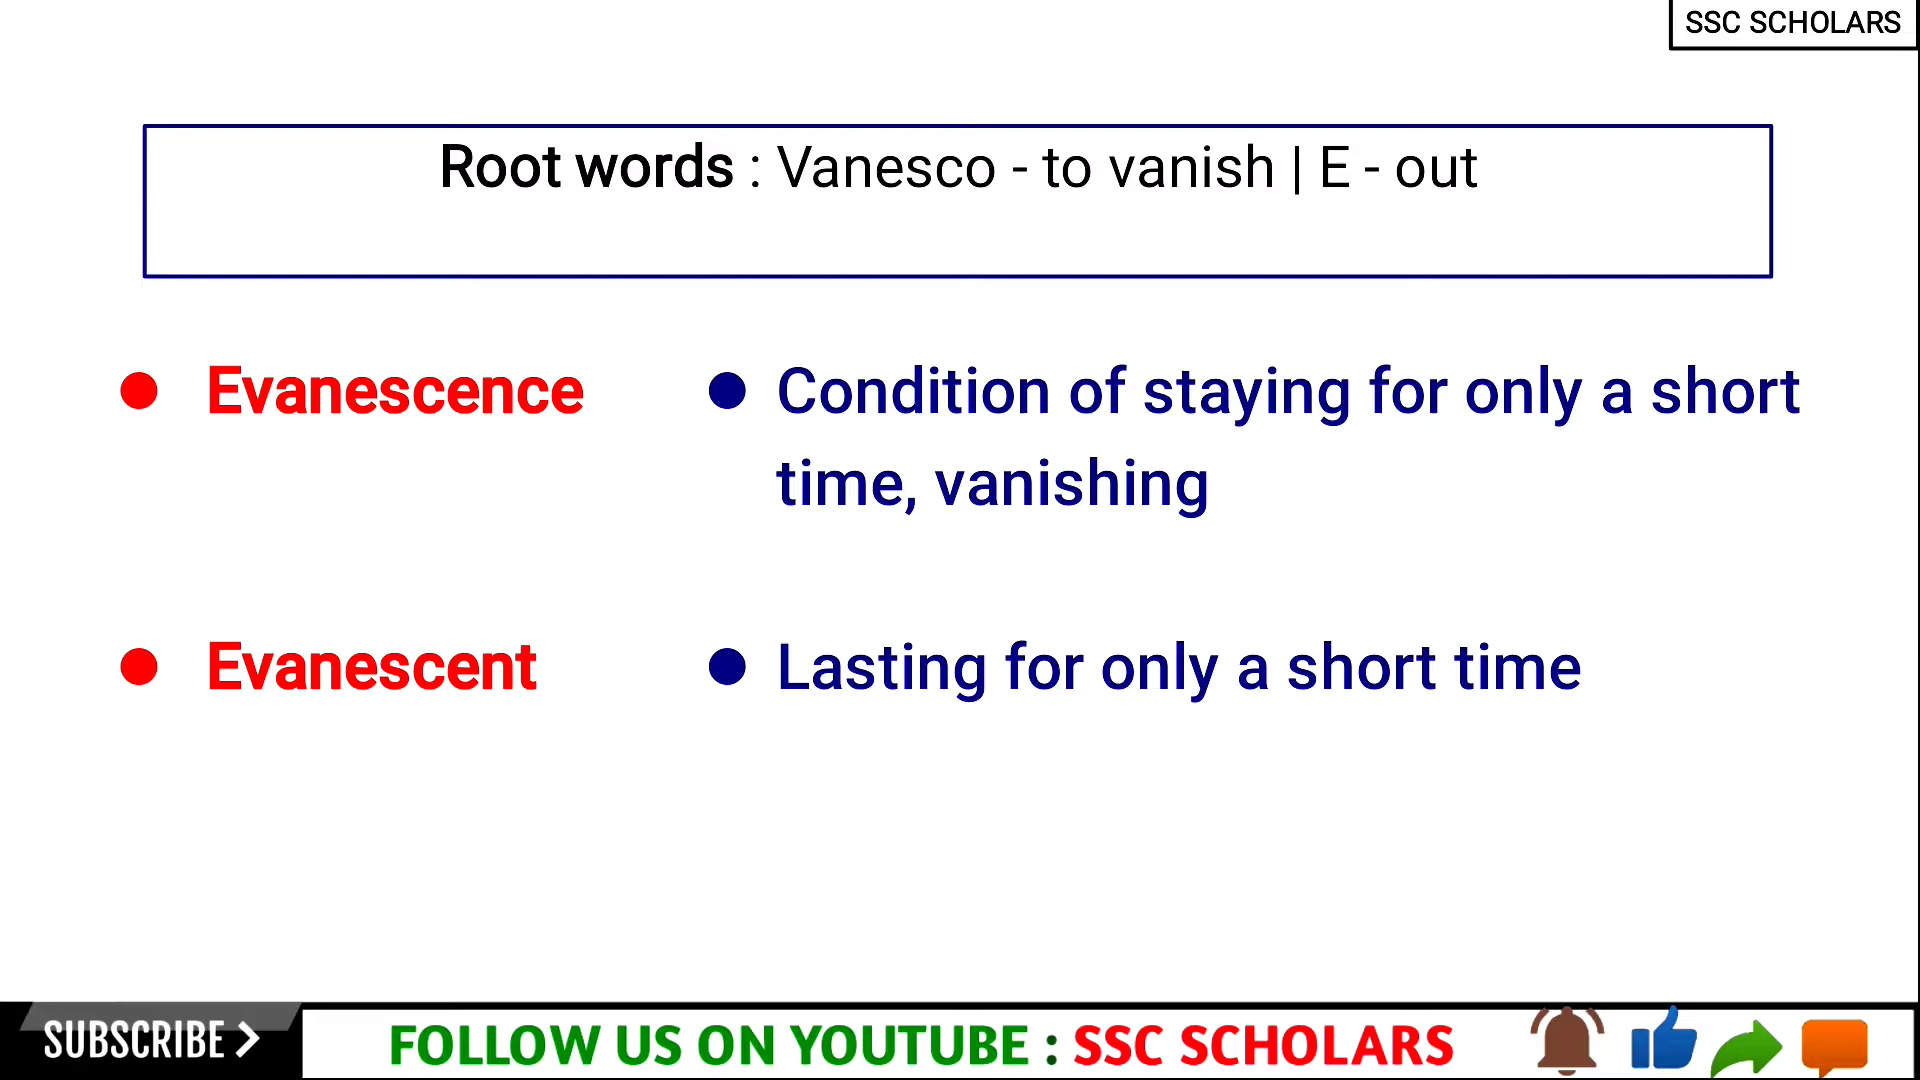 SSC SCHOLARS
Root words : Vanesco - to vanish | E - out
● Evanescence ● Condition of staying for only a short
time, vanishing
● Evanescent ● Lasting for only a short time
SUBSCRIBE FOLLOW US ON YOUTUBE : SSC SCHOLARS